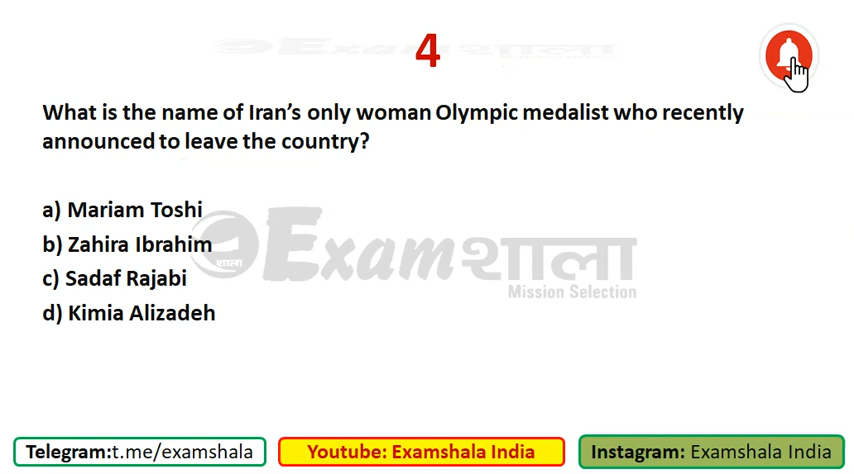 Examशाला
4
What is the name of Iran's only woman Olympic medalist who recently
announced to leave the country?
a) Mariam Toshi
b) Zahira Ibrahim
c) Sadaf Rajabi
d) Kimia Alizadeh
शाला
Examशाला
Mission Selection
Telegram:t.me/examshala
Youtube: Examshala India
Instagram: Examshala India